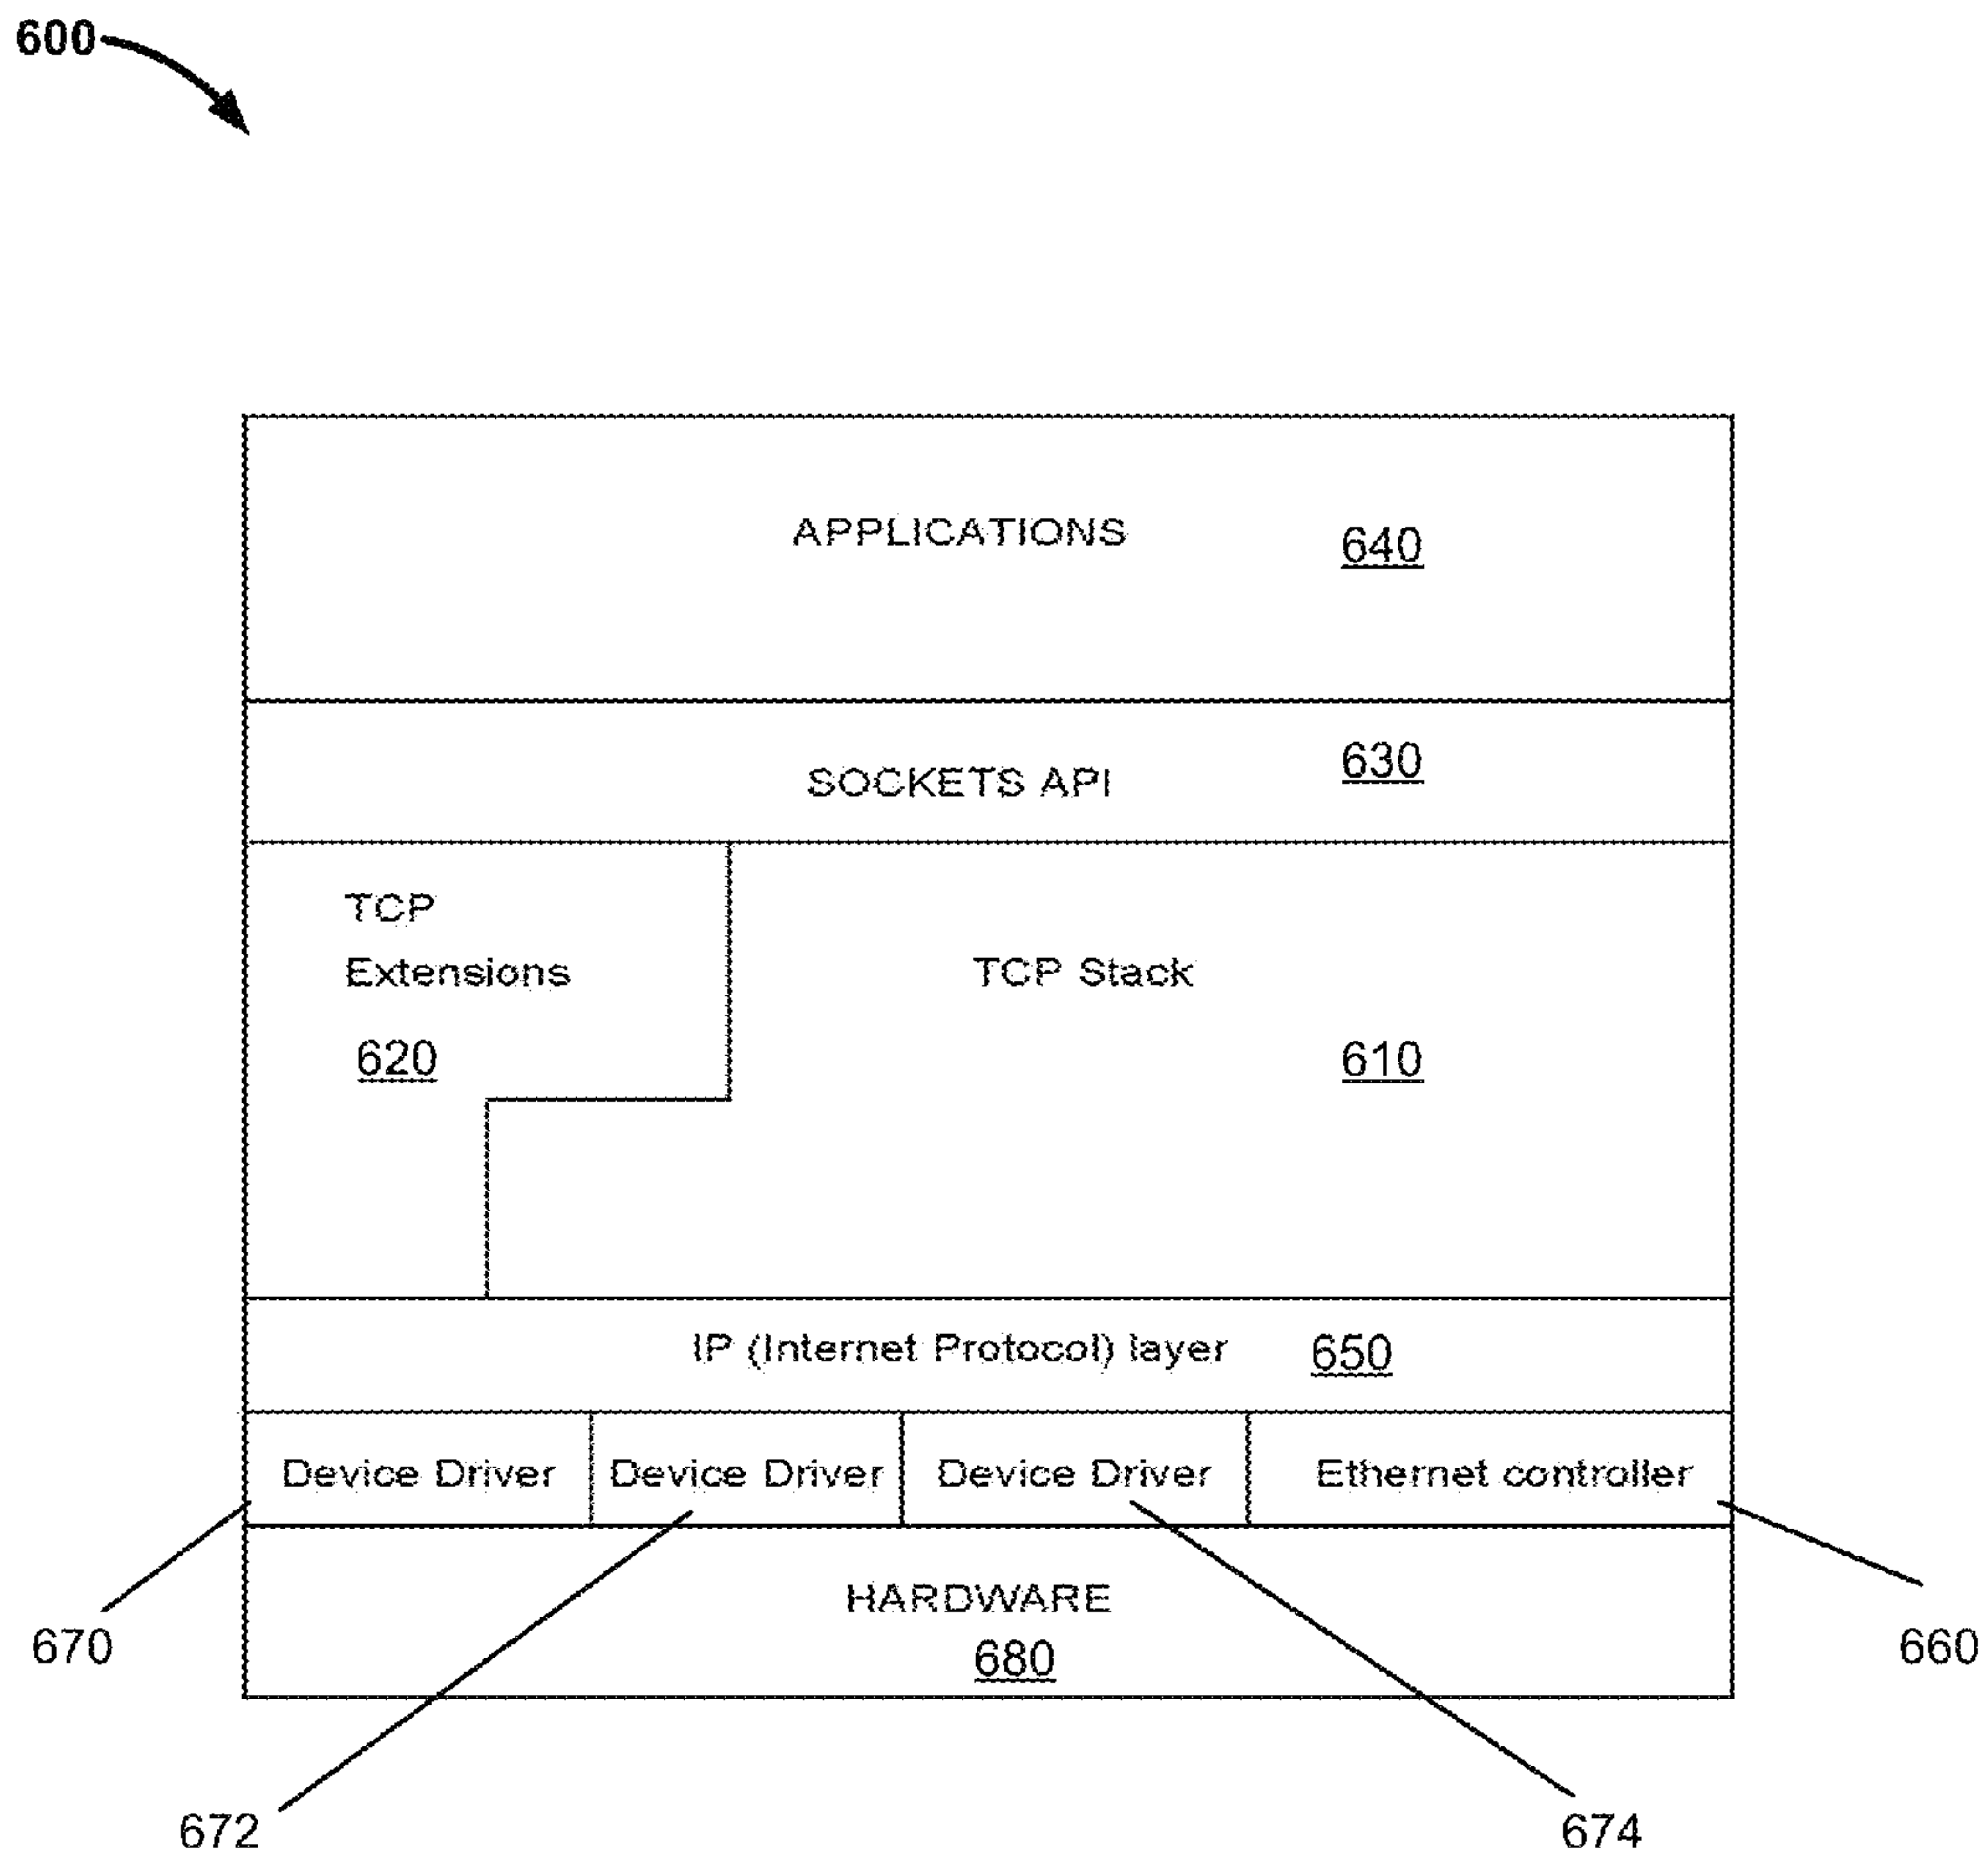 600
APPLICATIONS 640
SOCKETS API 630
TCP
Extensions
620
TCP Stack
610
IP (Internet Protocol) layer 650
Device Driver Device Driver Device Driver Ethernet controller
HARDWARE
680
670
660
672
674